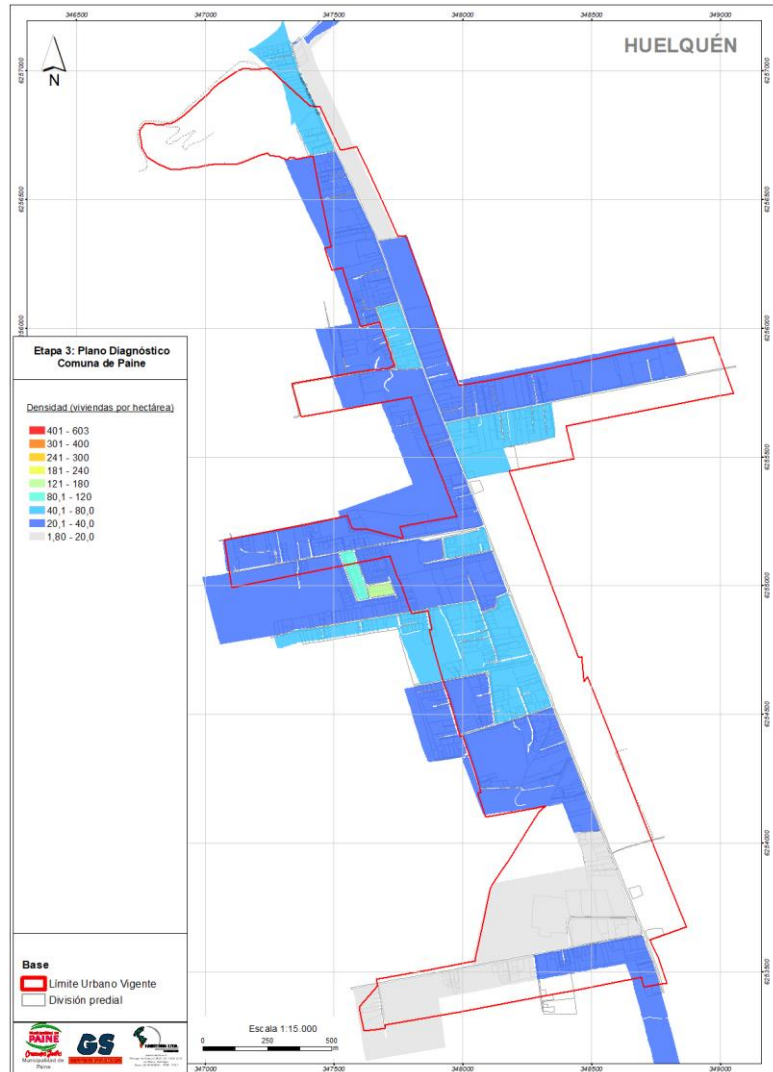 346500 347000 347500 348000 348500 349000
HUELQUÉN
N
6257000
6256500
6256000
6255500
6255000
6254500
6254000
6253500
Etapa 3: Plano Diagnóstico
Comuna de Paine
Densidad (viviendas por hectárea)
401 - 603
301 - 400
241 - 300
181 - 240
121 - 180
80,1 - 120
40,1 - 80,0
20,1 - 40,0
1,80 - 20,0
Base
Límite Urbano Vigente
División predial
PAINE
Municipalidad de
Paine
GS
Escala 1:15.000
0 250 500
m
347000 347500 348000 348500 349000